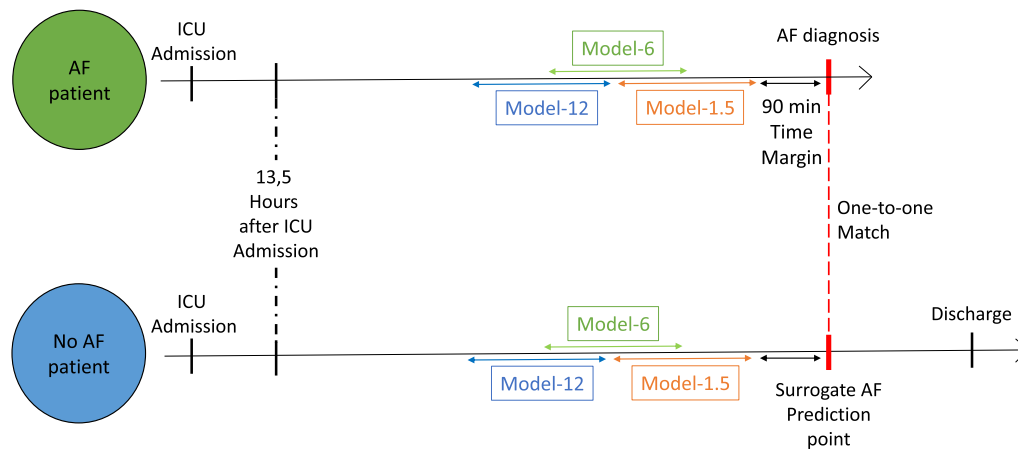 AF
patient
ICU
Admission
Model-6
Model-12
Model-1.5
AF diagnosis
90 min
Time
Margin
13,5
Hours
after ICU
Admission
One-to-one
Match
No AF
patient
ICU
Admission
Model-6
Model-12
Model-1.5
Surrogate AF
Prediction
point
Discharge